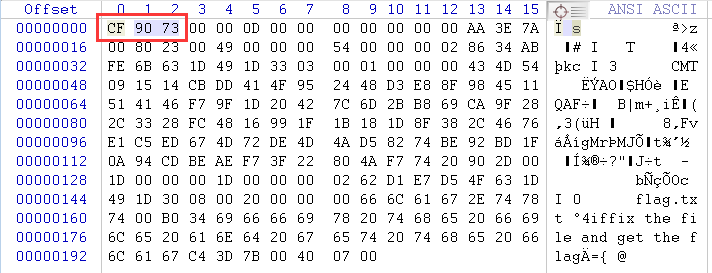 Offset 0 1 2 3 4 5 6 7 8 9 10 11 12 13 14 15 ANSI ASCII
00000000 CF 90 73 00 00 0D 00 00 00 00 00 00 00 AA 3E 7A Ï s ª>z
00000016 00 80 23 00 49 00 00 00 54 00 00 00 02 86 34 AB €# I T †4«
00000032 FE 6B 63 1D 49 1D 33 03 00 01 00 00 00 43 4D 54 þkc I 3 CMT
00000048 09 15 14 CB DD 41 4F 95 24 48 D3 E8 8F 98 45 11 ËÝAO•$HÓè ˜E
00000064 51 41 46 F7 9F 1D 20 42 7C 6D 2B B8 69 CA 9F 28 QAF÷Ÿ B|m+¸iÊŸ(
00000080 2C 33 28 FC 48 16 99 1F 1B 18 1D 8F 38 2C 46 76 ,3(üH ™ 8,Fv
00000096 E1 C5 ED 67 4D 72 DE 4D 4A D5 82 74 BE 92 BD 1F áÅígMrÞMJÕ‚t¾’½
00000112 0A 94 CD BE AE F7 3F 22 80 4A F7 74 20 90 2D 00 ”Í¾®÷?"€J÷t -
00000128 1D 00 00 00 1D 00 00 00 02 62 D1 E7 D5 4F 63 1D bÑçÕOc
00000144 49 1D 30 08 00 20 00 00 00 66 6C 61 67 2E 74 78 I 0 flag.tx
00000160 74 00 B0 34 69 66 66 69 78 20 74 68 65 20 66 69 t °4iffix the fi
00000176 6C 65 20 61 6E 64 20 67 65 74 20 74 68 65 20 66 le and get the f
00000192 6C 61 67 C4 3D 7B 00 40 07 00 lagÄ={ @